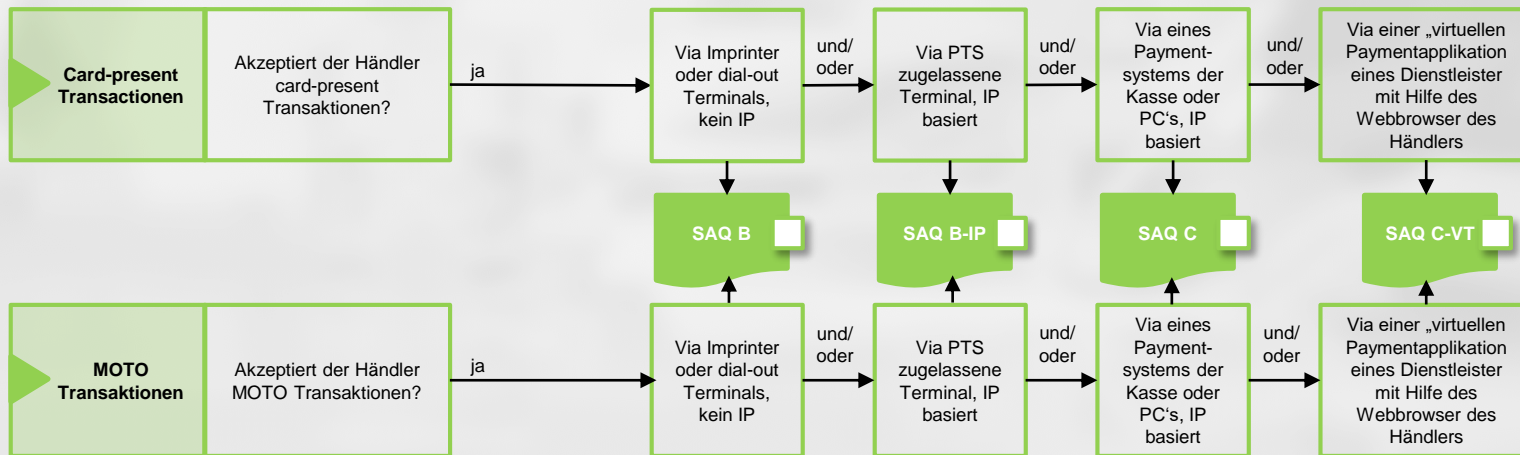 Card-present
Transactionen
Akzeptiert der Händler
card-present
Transaktionen?
ja
Via Imprinter
oder dial-out
Terminals,
kein IP
und/
oder
Via PTS
zugelassene
Terminal, IP
basiert
und/
oder
Via eines
Payment-
systems der
Kasse oder
PC‘s, IP
basiert
und/
oder
Via einer „virtuellen
Paymentapplikation
eines Dienstleister
mit Hilfe des
Webbrowser des
Händlers
SAQ B
SAQ B-IP
SAQ C
SAQ C-VT
MOTO
Transaktionen
Akzeptiert der Händler
MOTO Transaktionen?
ja
Via Imprinter
oder dial-out
Terminals,
kein IP
und/
oder
Via PTS
zugelassene
Terminal, IP
basiert
und/
oder
Via eines
Payment-
systems der
Kasse oder
PC‘s, IP
basiert
und/
oder
Via einer „virtuellen
Paymentapplikation
eines Dienstleister
mit Hilfe des
Webbrowser des
Händlers